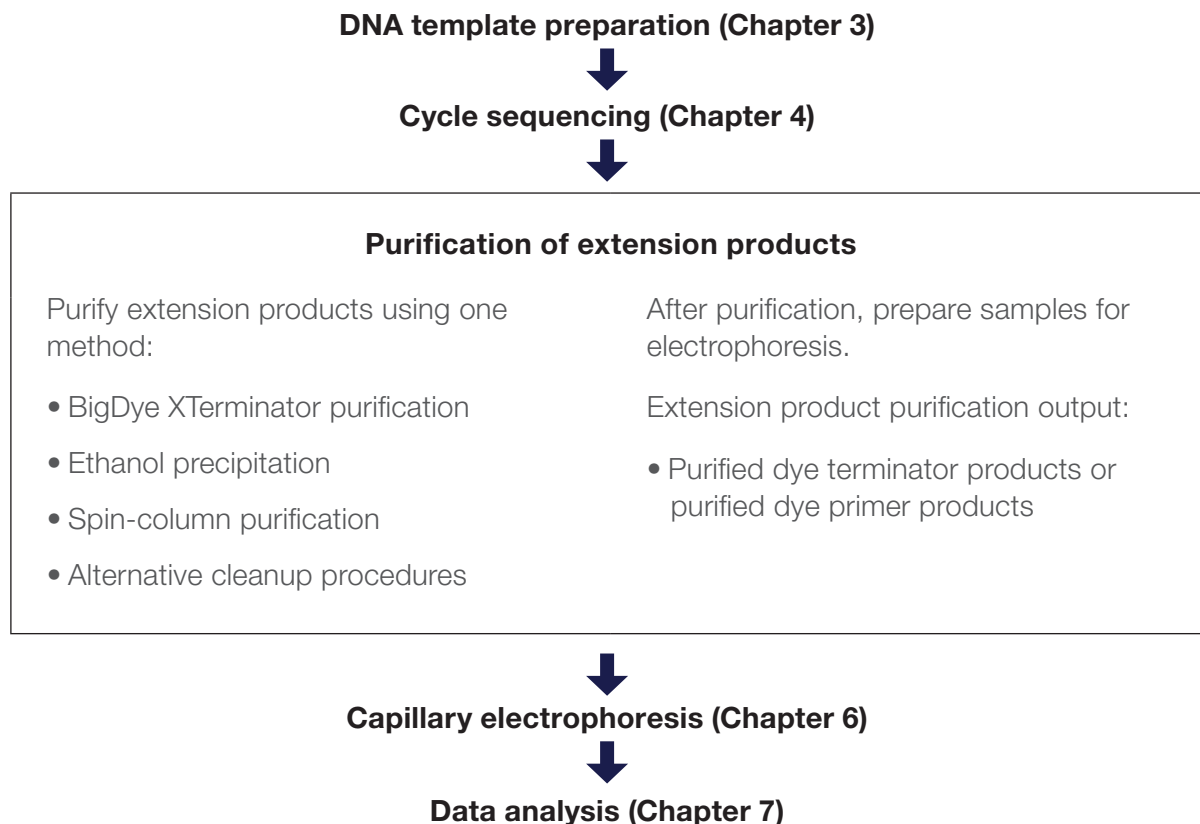 DNA template preparation (Chapter 3)
Cycle sequencing (Chapter 4)
Purification of extension products
Purify extension products using one
method:
• BigDye XTerminator purification
• Ethanol precipitation
• Spin-column purification
• Alternative cleanup procedures
After purification, prepare samples for
electrophoresis.
Extension product purification output:
• Purified dye terminator products or
purified dye primer products
Capillary electrophoresis (Chapter 6)
Data analysis (Chapter 7)